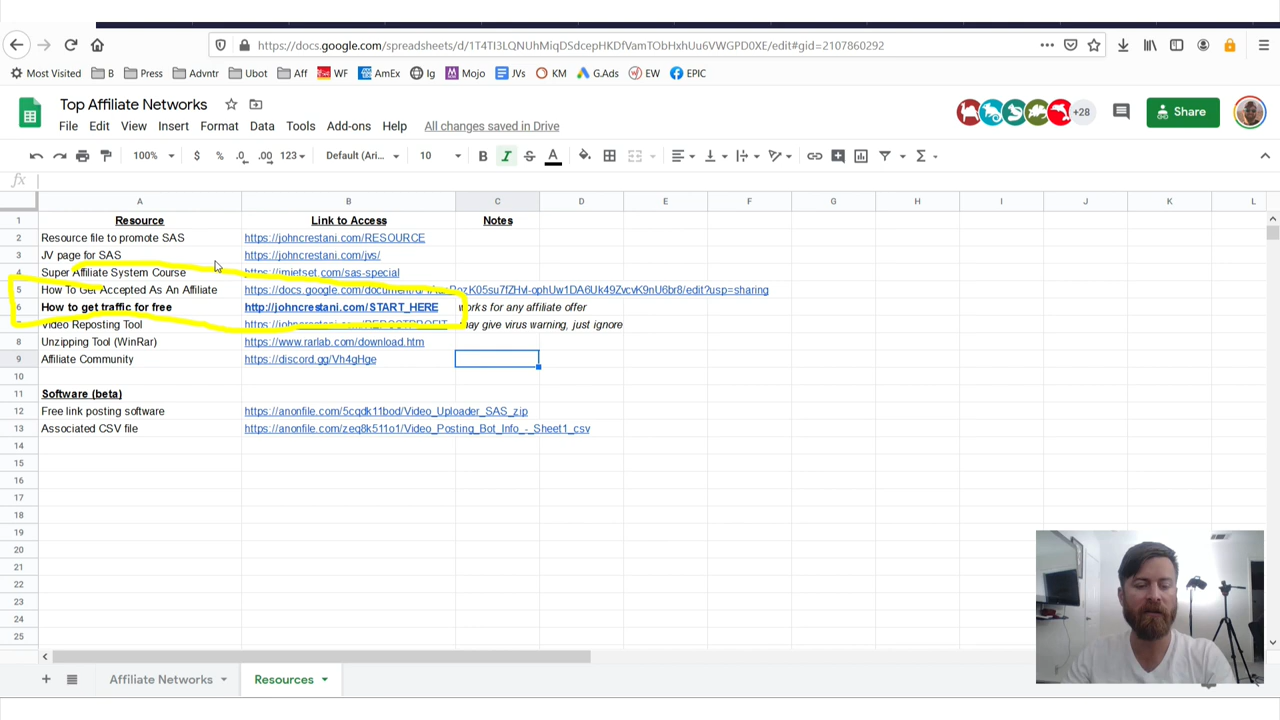 https://docs.google.com/spreadsheets/d/1T4TI3LQNUhMiqDSdcepHKDfVamTObHxhUu6VWGPD0XE/edit#gid=2107860292
Most Visited B Press Advntr Ubot Aff WF AmEx Ig Mojo JVs KM G.Ads EW EPIC
Top Affiliate Networks
+28 Share
File Edit View Insert Format Data Tools Add-ons Help All changes saved in Drive
100% $ % .0 .00 123 Default (Ari... 10 B I S A
fx
A B C D E F G H I J K L
1 Resource Link to Access Notes
2 Resource file to promote SAS https://johncrestani.com/RESOURCE
3 JV page for SAS https://johncrestani.com/jvs/
4 Super Affiliate System Course https://jmietset.com/sas-special
5 How To Get Accepted As An Affiliate
6 How to get traffic for free http://johncrestani.com/START_HERE works for any affiliate offer
7 Video Reposting Tool https://johncrestani.com/REPOSTPROFIT may give virus warning, just ignore
8 Unzipping Tool (WinRar) https://www.rarlab.com/download.htm
9 Affiliate Community https://discord.gg/Vh4gHge
10
11 Software (beta)
12 Free link posting software https://anonfile.com/5cqdk11bod/Video_Uploader_SAS_zip
13 Associated CSV file https://anonfile.com/zeq8k511o1/Video_Posting_Bot_Info_-_Sheet1_csv
14
15
16
17
18
19
20
21
22
23
24
25
Affiliate Networks Resources